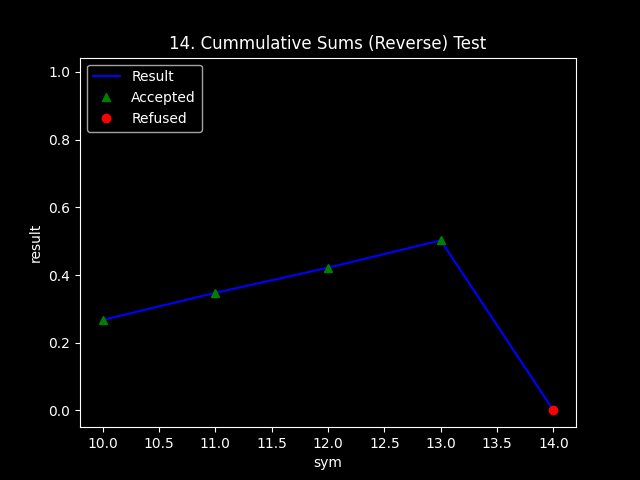 14. Cummulative Sums (Reverse) Test
Result
Accepted
Refused
1.0
0.8
0.6
0.4
0.2
0.0
result
10.0 10.5 11.0 11.5 12.0 12.5 13.0 13.5 14.0
sym